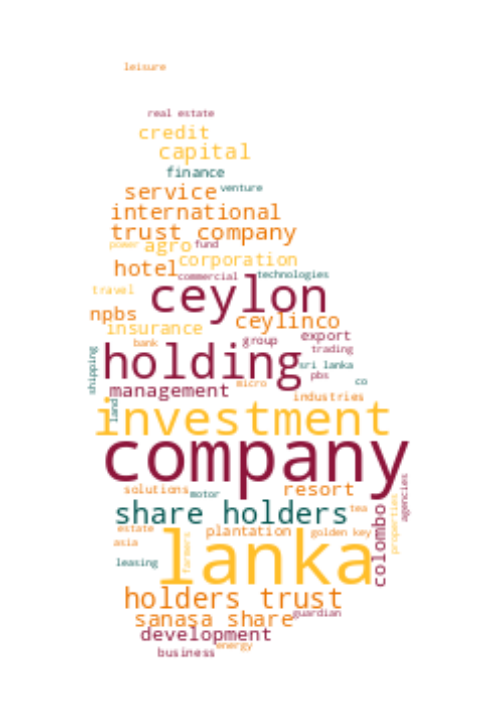 leisure
real estate
credit
capital
finance
service venture
international
trust company
power agro fund
corporation
hotel commercial technologies
travel ceylon
npbs ceylinco
insurance
bank group export
trading
shipping holding sri lanka
pbs
management micro co
land industries
investment
company
solutions motor resort
agencies
share holders tea
properties
estate plantation golden key
colombo
asia farmers
lanka
leasing
holders trust
sanasa share guardian
development
energy
business